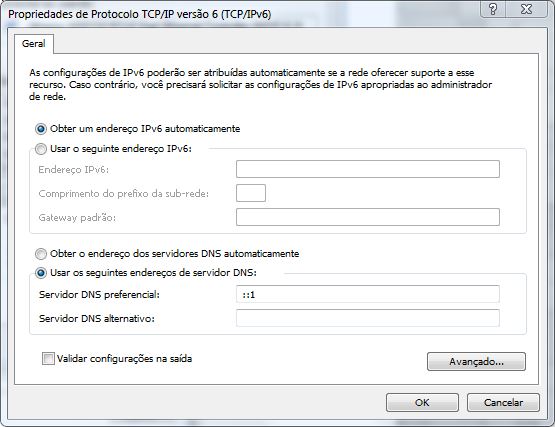 Propriedades de Protocolo TCP/IP versão 6 (TCP/IPv6)
Geral
As configurações de IPv6 poderão ser atribuídas automaticamente se a rede oferecer suporte a esse
recurso. Caso contrário, você precisará solicitar as configurações de IPv6 apropriadas ao administrador
de rede.
Obter um endereço IPv6 automaticamente
Usar o seguinte endereço IPv6:
Endereço IPv6:
Comprimento do prefixo da sub-rede:
Gateway padrão:
Obter o endereço dos servidores DNS automaticamente
Usar os seguintes endereços de servidor DNS:
Servidor DNS preferencial: ::1
Servidor DNS alternativo:
Validar configurações na saída
Avançado...
OK Cancelar